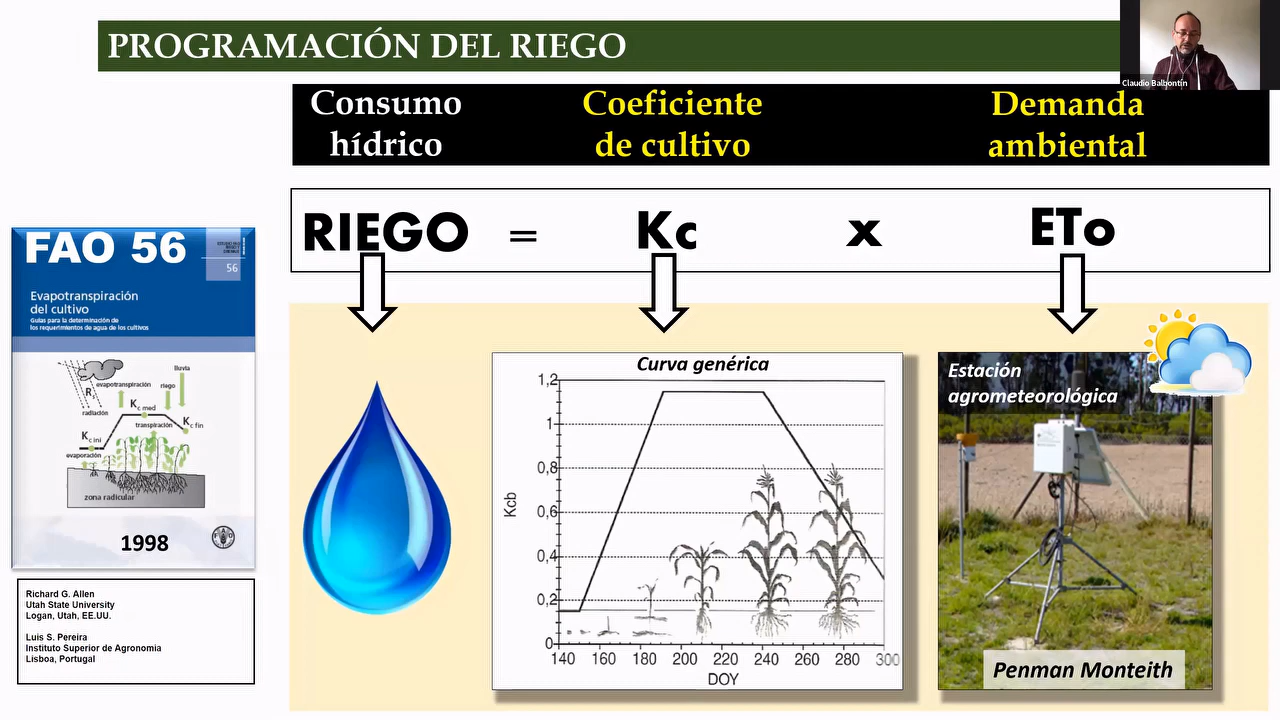 PROGRAMACIÓN DEL RIEGO
Claudio Balbontín
Consumo
hídrico
Coeficiente
de cultivo
Demanda
ambiental
RIEGO = Kc x ETo
FAO 56
56
Evapotranspiración
del cultivo
Guías para la determinación de
los requerimientos de agua de los cultivos
lluvia
evapotranspiración
riego
R
radiación
K c med
transpiración
K c fin
K c ini
evaporación
zona radicular
1998
Richard G. Allen
Utah State University
Logan, Utah, EE.UU.
Luis S. Pereira
Instituto Superior de Agronomia
Lisboa, Portugal
Curva genérica
1,2
1
0,8
0,6
0,4
0,2
0
Kcb
140 160 180 200 220 240 260 280 300
DOY
Estación
agrometeorológica
Penman Monteith